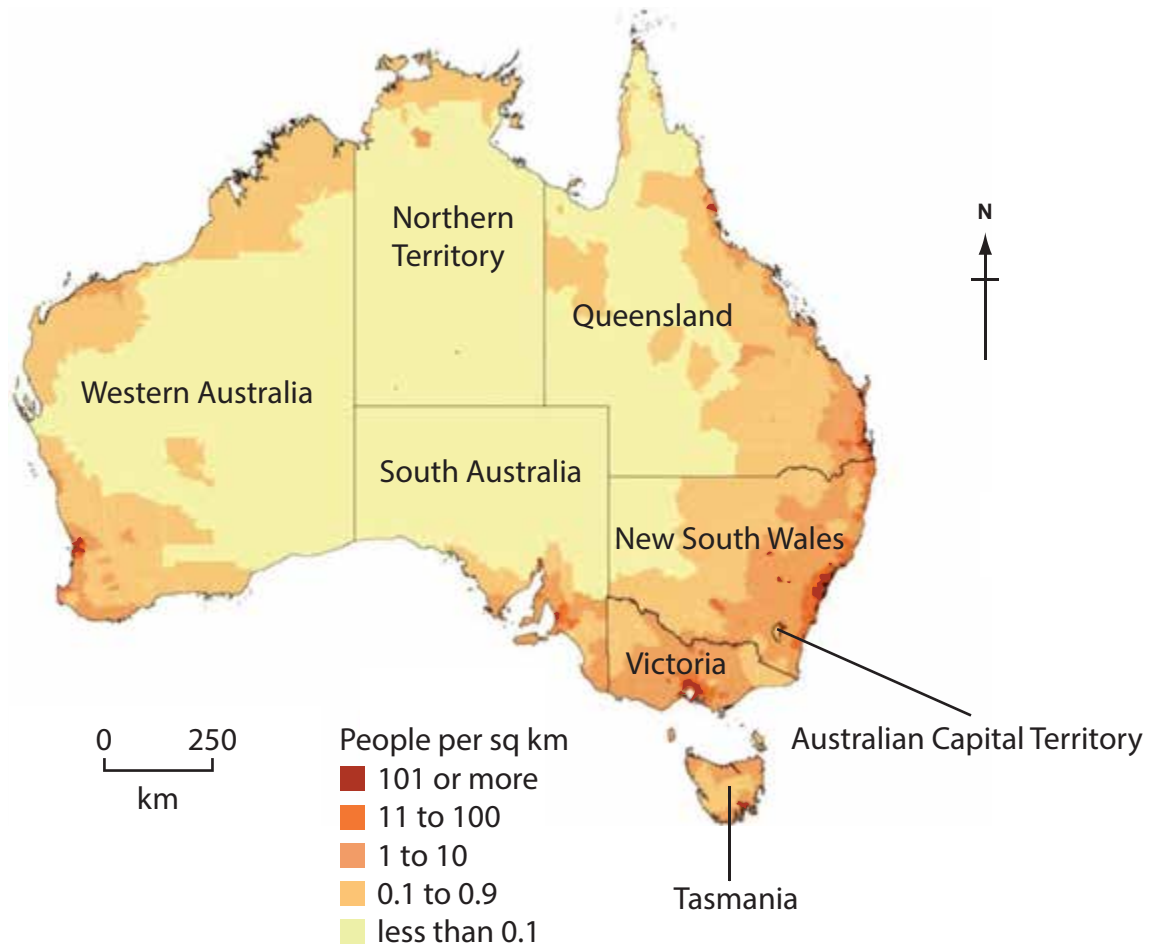 N
Northern
Territory
Queensland
Western Australia
South Australia
New South Wales
Victoria
Australian Capital Territory
Tasmania
0 250
km
People per sq km
101 or more
11 to 100
1 to 10
0.1 to 0.9
less than 0.1